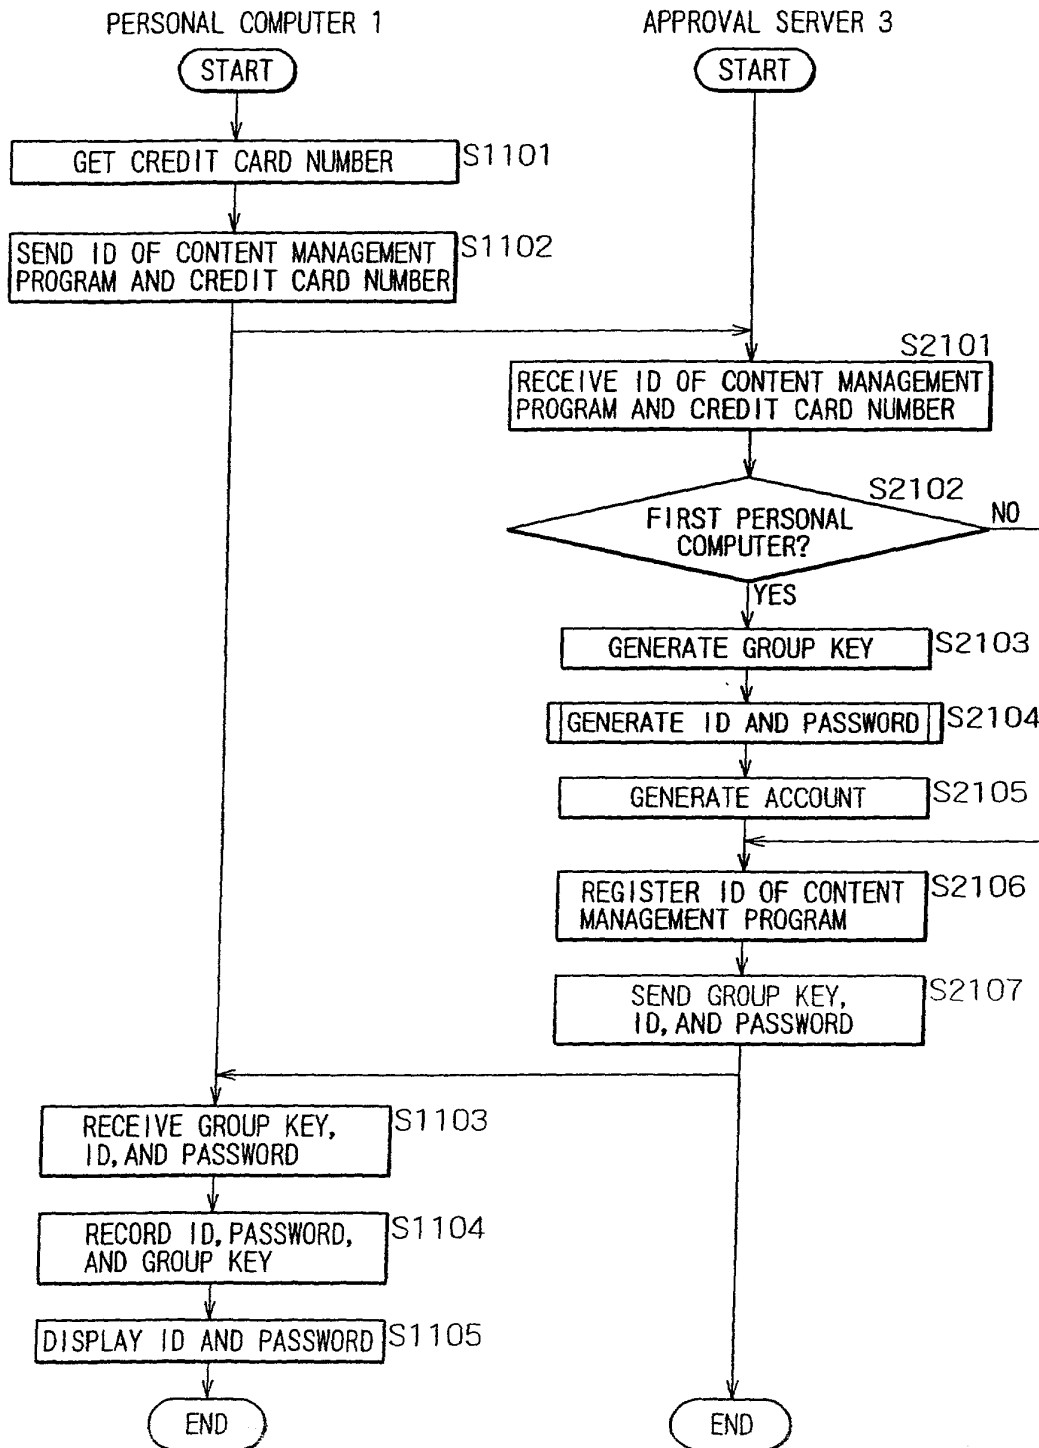 PERSONAL COMPUTER 1
APPROVAL SERVER 3
START
START
GET CREDIT CARD NUMBER
S1101
SEND ID OF CONTENT MANAGEMENT
PROGRAM AND CREDIT CARD NUMBER
S1102
S2101
RECEIVE ID OF CONTENT MANAGEMENT
PROGRAM AND CREDIT CARD NUMBER
S2102
FIRST PERSONAL
COMPUTER?
NO
YES
GENERATE GROUP KEY
S2103
GENERATE ID AND PASSWORD
S2104
GENERATE ACCOUNT
S2105
REGISTER ID OF CONTENT
MANAGEMENT PROGRAM
S2106
SEND GROUP KEY,
ID, AND PASSWORD
S2107
RECEIVE GROUP KEY,
ID, AND PASSWORD
S1103
RECORD ID, PASSWORD,
AND GROUP KEY
S1104
DISPLAY ID AND PASSWORD
S1105
END
END